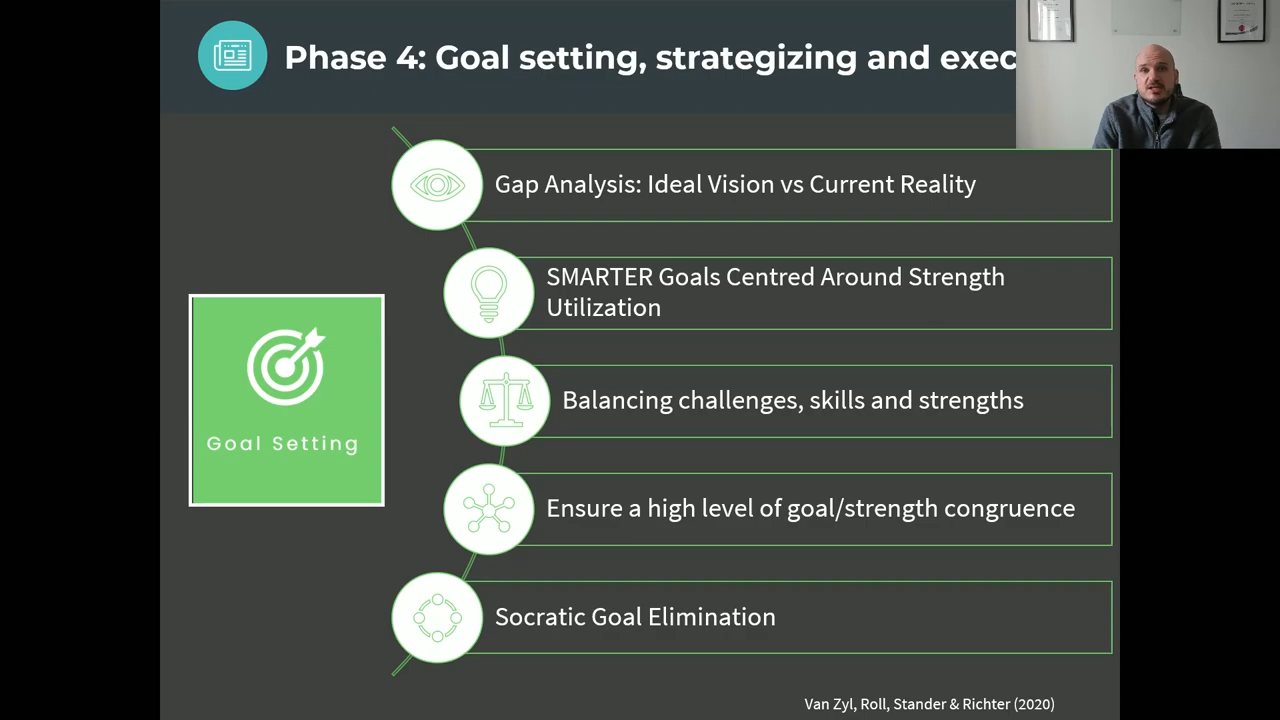 Phase 4: Goal setting, strategizing and exec
Gap Analysis: Ideal Vision vs Current Reality
SMARTER Goals Centred Around Strength
Utilization
Balancing challenges, skills and strengths
Goal Setting
Ensure a high level of goal/strength congruence
Socratic Goal Elimination
Van Zyl, Roll, Stander & Richter (2020)